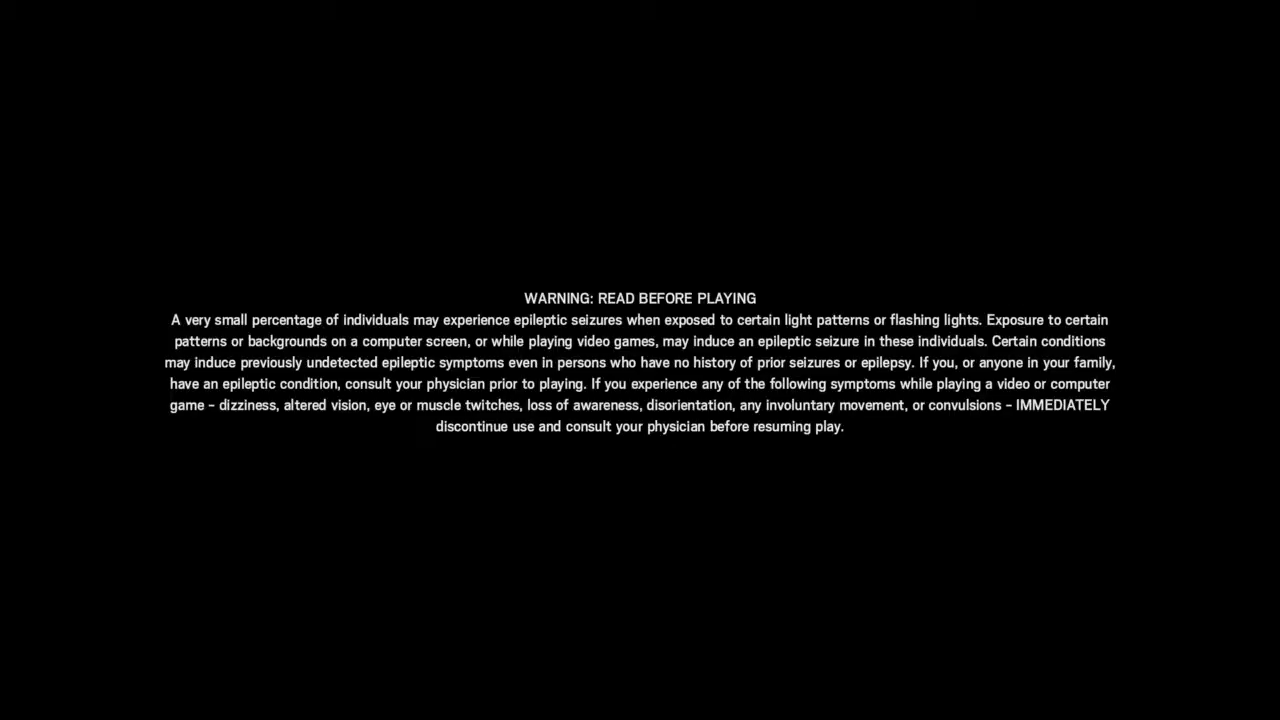 WARNING: READ BEFORE PLAYING
A very small percentage of individuals may experience epileptic seizures when exposed to certain light patterns or flashing lights. Exposure to certain
patterns or backgrounds on a computer screen, or while playing video games, may induce an epileptic seizure in these individuals. Certain conditions
may induce previously undetected epileptic symptoms even in persons who have no history of prior seizures or epilepsy. If you, or anyone in your family,
have an epileptic condition, consult your physician prior to playing. If you experience any of the following symptoms while playing a video or computer
game - dizziness, altered vision, eye or muscle twitches, loss of awareness, disorientation, any involuntary movement, or convulsions - IMMEDIATELY
discontinue use and consult your physician before resuming play.